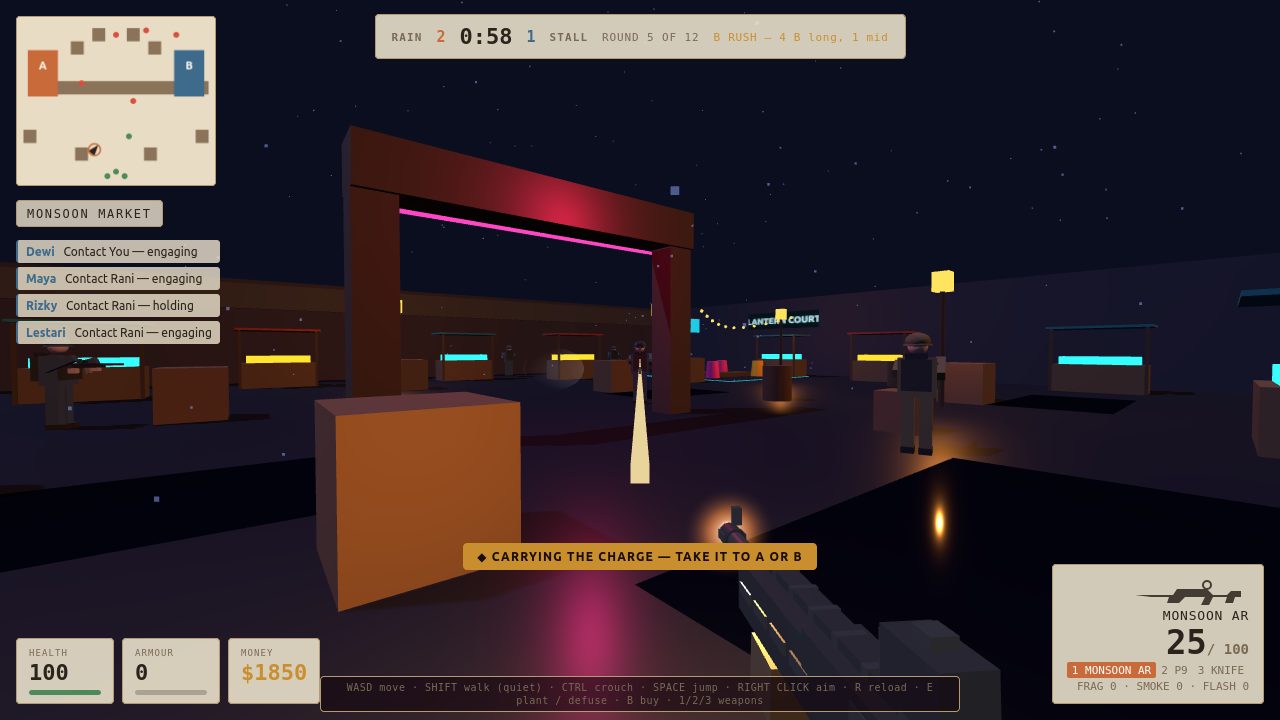 A
B
RAIN 2 0:58 1 STALL ROUND 5 OF 12 B RUSH — 4 B long, 1 mid
MONSOON MARKET
Dewi Contact You — engaging
Maya Contact Rani — engaging
Rizky Contact Rani — holding
Lestari Contact Rani — engaging
LANTERN COURT
◆ CARRYING THE CHARGE — TAKE IT TO A OR B
HEALTH
100
ARMOUR
0
MONEY
$1850
WASD move · SHIFT walk (quiet) · CTRL crouch · SPACE jump · RIGHT CLICK aim · R reload · E
plant / defuse · B buy · 1/2/3 weapons
MONSOON AR
25 / 100
1 MONSOON AR 2 P9 3 KNIFE
FRAG 0 · SMOKE 0 · FLASH 0